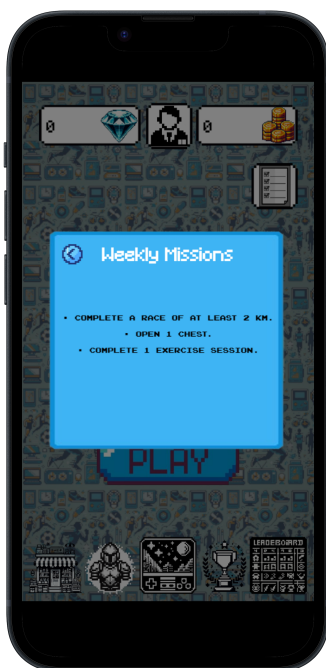 0
0
Weekly Missions
• COMPLETE A RACE OF AT LEAST 2 KM.
• OPEN 1 CHEST.
• COMPLETE 1 EXERCISE SESSION.
PLAY
LEADEBOARD